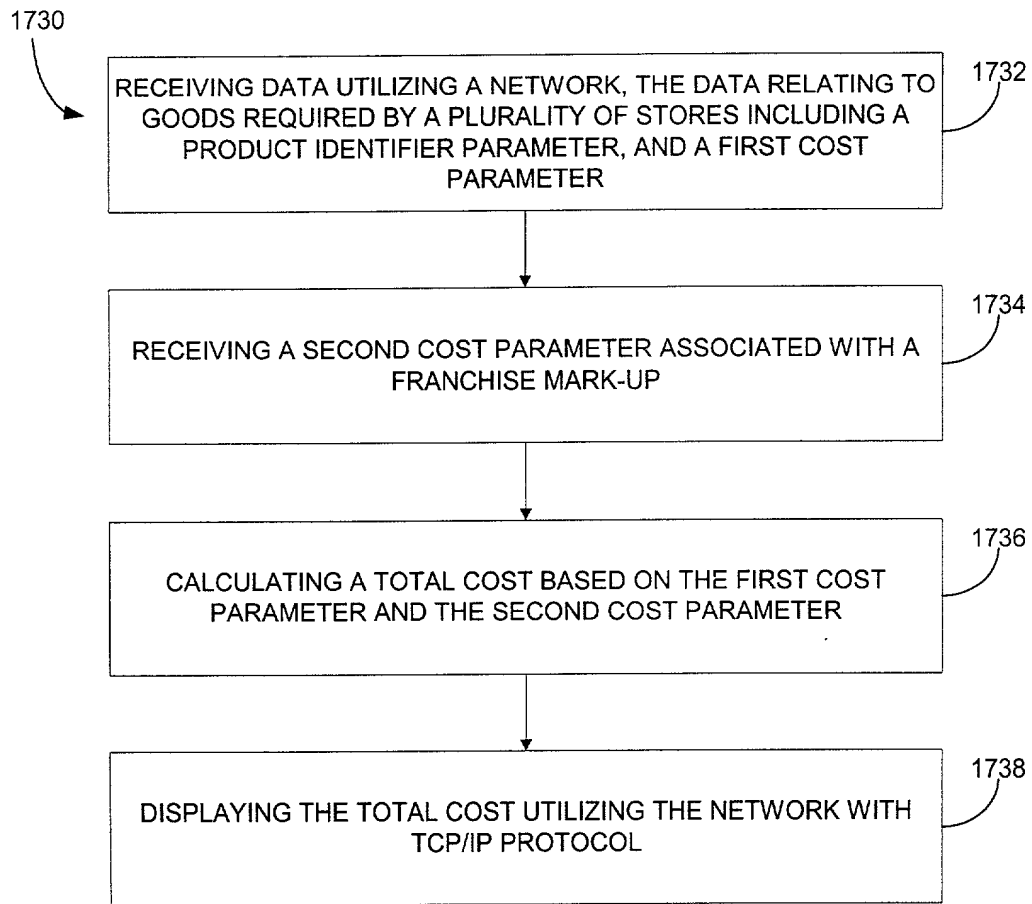 1730
1732
RECEIVING DATA UTILIZING A NETWORK, THE DATA RELATING TO
GOODS REQUIRED BY A PLURALITY OF STORES INCLUDING A
PRODUCT IDENTIFIER PARAMETER, AND A FIRST COST
PARAMETER
1734
RECEIVING A SECOND COST PARAMETER ASSOCIATED WITH A
FRANCHISE MARK-UP
1736
CALCULATING A TOTAL COST BASED ON THE FIRST COST
PARAMETER AND THE SECOND COST PARAMETER
1738
DISPLAYING THE TOTAL COST UTILIZING THE NETWORK WITH
TCP/IP PROTOCOL